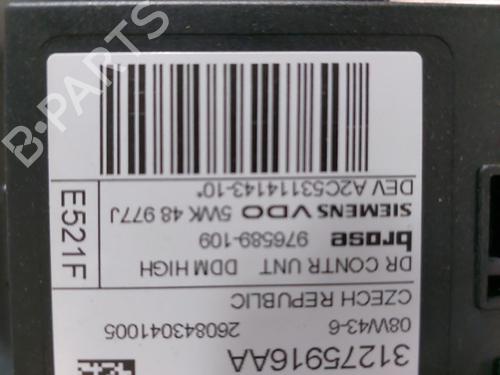 31275916AA
08W43-6 260843041005
CZECH REPUBLIC
DR CONTR UNT DDM HIGH
brose 976589-109
SIEMENS VDO 5WK 48 977J
DEV A2C53114143-10*
E521F
B-PARTS